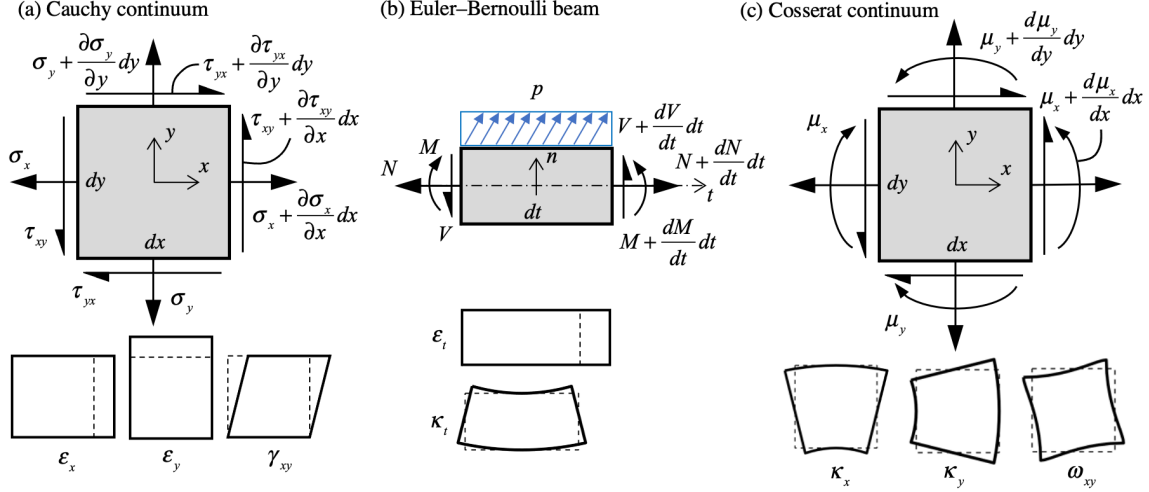 (a) Cauchy continuum
σ_y + ∂σ_y/∂y dy
τ_yx + ∂τ_yx/∂y dy
τ_xy + ∂τ_xy/∂x dx
y
x
σ_x
dy
σ_x + ∂σ_x/∂x dx
τ_xy
dx
τ_yx
σ_y
ε_x
ε_y
γ_xy
(b) Euler–Bernoulli beam
p
V + dV/dt dt
M
n
N
N + dN/dt dt
t
dt
V
M + dM/dt dt
ε_t
κ_t
(c) Cosserat continuum
μ_y + dμ_y/dy dy
μ_x + dμ_x/dx dx
μ_x
y
x
dy
dx
μ_y
κ_x
κ_y
ω_xy